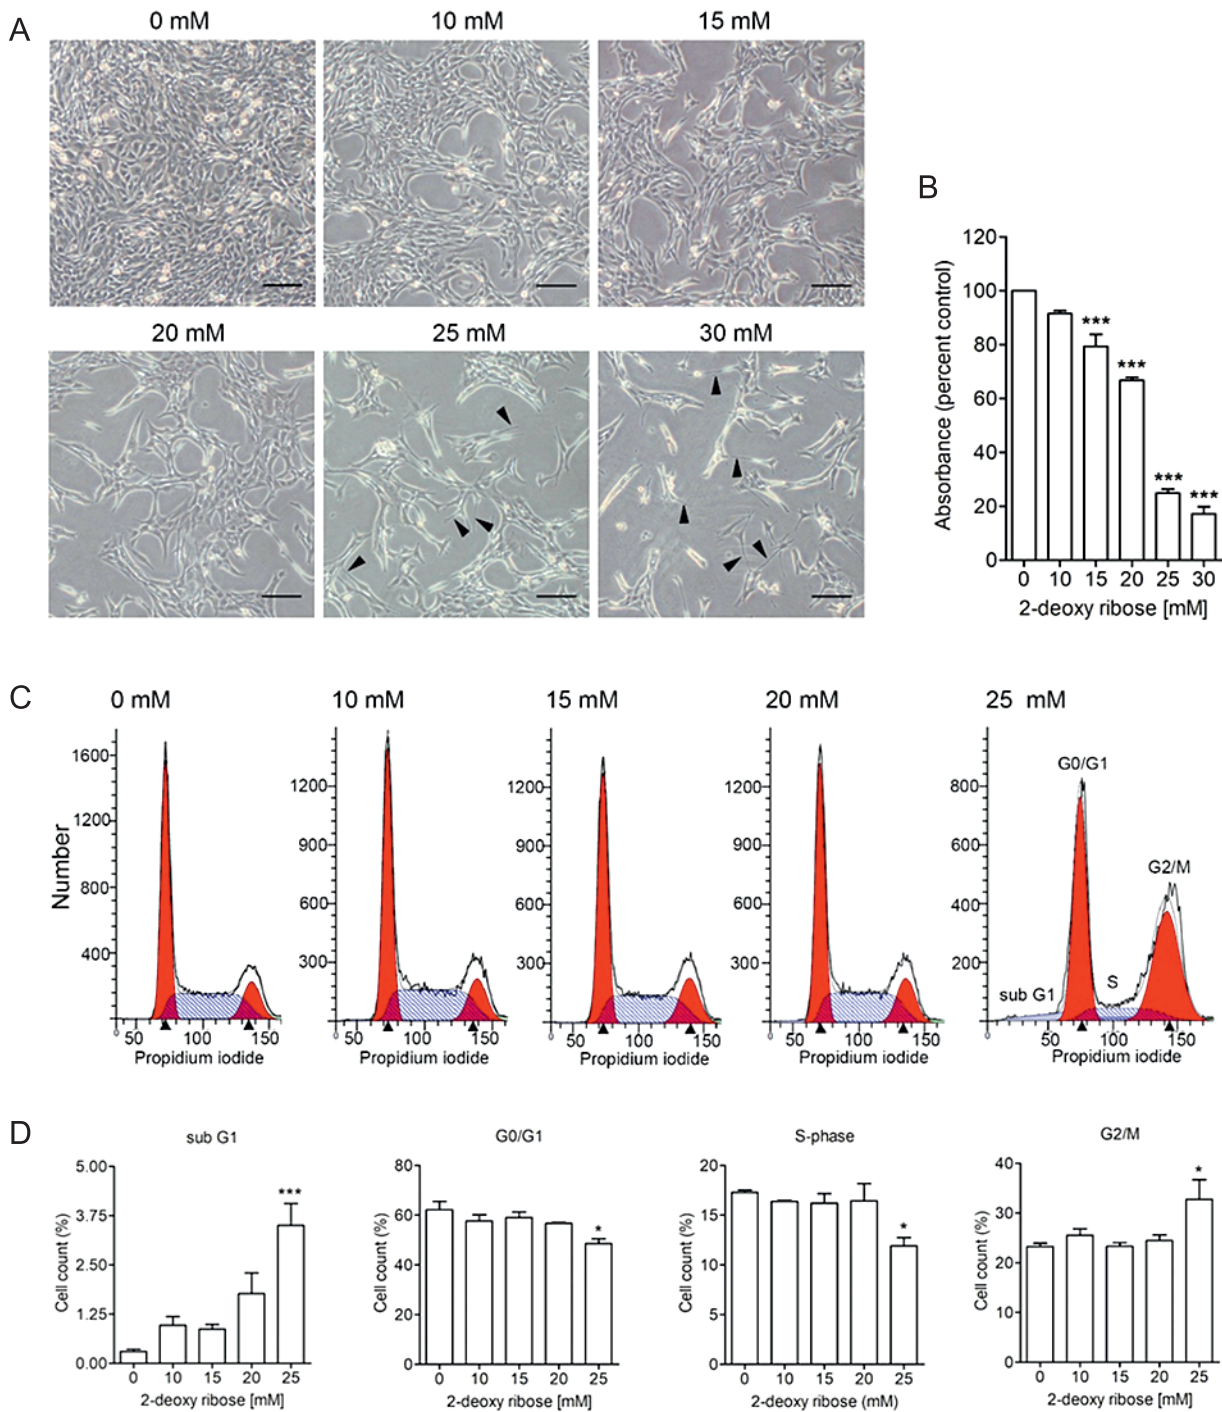 A
0 mM
10 mM
15 mM
20 mM
25 mM
30 mM
B
120
100
80
60
40
20
0
Absorbance (percent control)
***
***
***
***
0 10 15 20 25 30
2-deoxy ribose [mM]
C
0 mM
10 mM
15 mM
20 mM
25 mM
Number
1600
1200
800
400
0 50 100 150
Propidium iodide
1200
900
600
300
0 50 100 150
Propidium iodide
1200
900
600
300
0 50 100 150
Propidium iodide
1200
900
600
300
0 50 100 150
Propidium iodide
800
600
400
200
G0/G1
G2/M
sub G1
S
0 50 100 150
Propidium iodide
D
sub G1
5.00
3.75
2.50
1.25
0.00
Cell count (%)
***
0 10 15 20 25
2-deoxy ribose [mM]
G0/G1
80
60
40
20
0
Cell count (%)
*
0 10 15 20 25
2-deoxy ribose [mM]
S-phase
20
15
10
5
0
Cell count (%)
*
0 10 15 20 25
2-deoxy ribose (mM)
G2/M
40
30
20
10
0
Cell count (%)
*
0 10 15 20 25
2-deoxy ribose [mM]